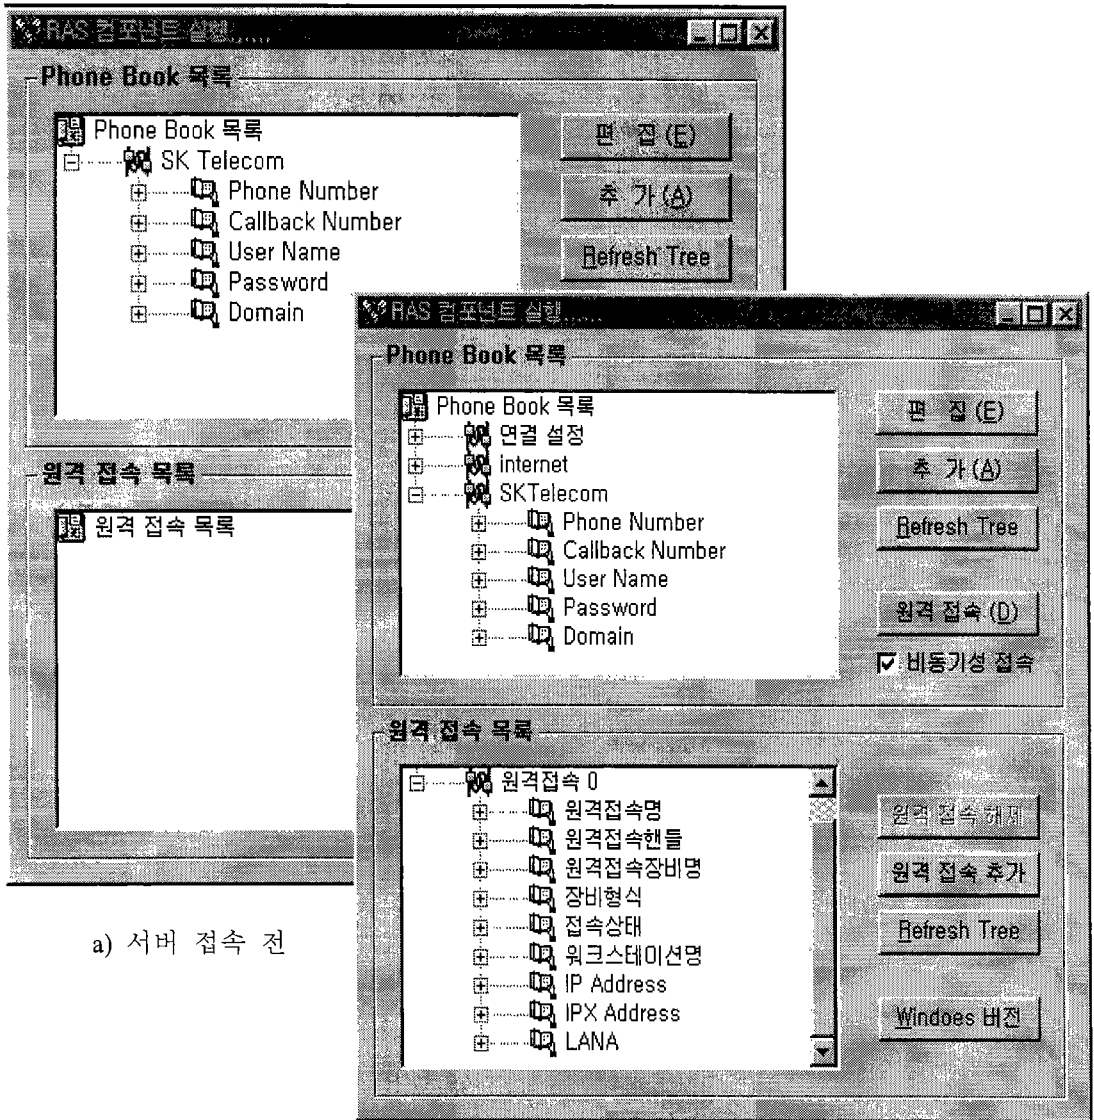 RAS 컴포넌트 실행......
Phone Book 목록
Phone Book 목록
SK Telecom
Phone Number
Callback Number
User Name
Password
Domain
편 집 (E)
추 가 (A)
Refresh Tree
원격 접속 목록
원격 접속 목록
a) 서버 접속 전
RAS 컴포넌트 실행......
Phone Book 목록
Phone Book 목록
연결 설정
internet
SKTelecom
Phone Number
Callback Number
User Name
Password
Domain
편 집 (E)
추 가 (A)
Refresh Tree
원격 접속 (D)
비동기성 접속
원격 접속 목록
원격접속 0
원격접속명
원격접속핸들
원격접속장비명
장비형식
접속상태
워크스테이션명
IP Address
IPX Address
LANA
원격 접속 해제
원격 접속 추가
Refresh Tree
Windoes 버전